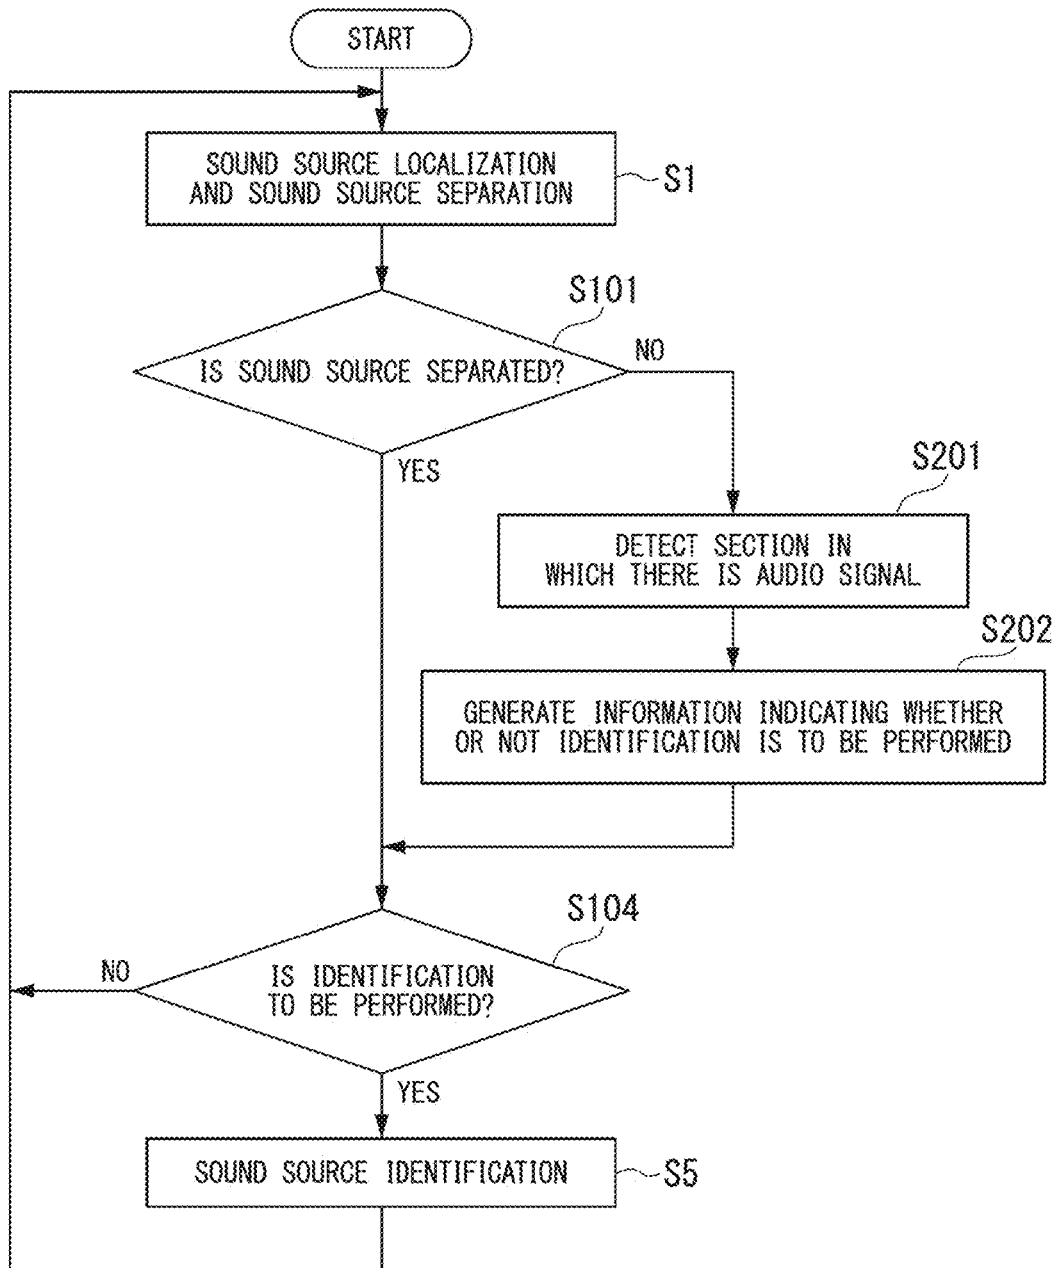 START
SOUND SOURCE LOCALIZATION
AND SOUND SOURCE SEPARATION
S1
S101
IS SOUND SOURCE SEPARATED?
NO
YES
S201
DETECT SECTION IN
WHICH THERE IS AUDIO SIGNAL
S202
GENERATE INFORMATION INDICATING WHETHER
OR NOT IDENTIFICATION IS TO BE PERFORMED
S104
NO
IS IDENTIFICATION
TO BE PERFORMED?
YES
SOUND SOURCE IDENTIFICATION
S5